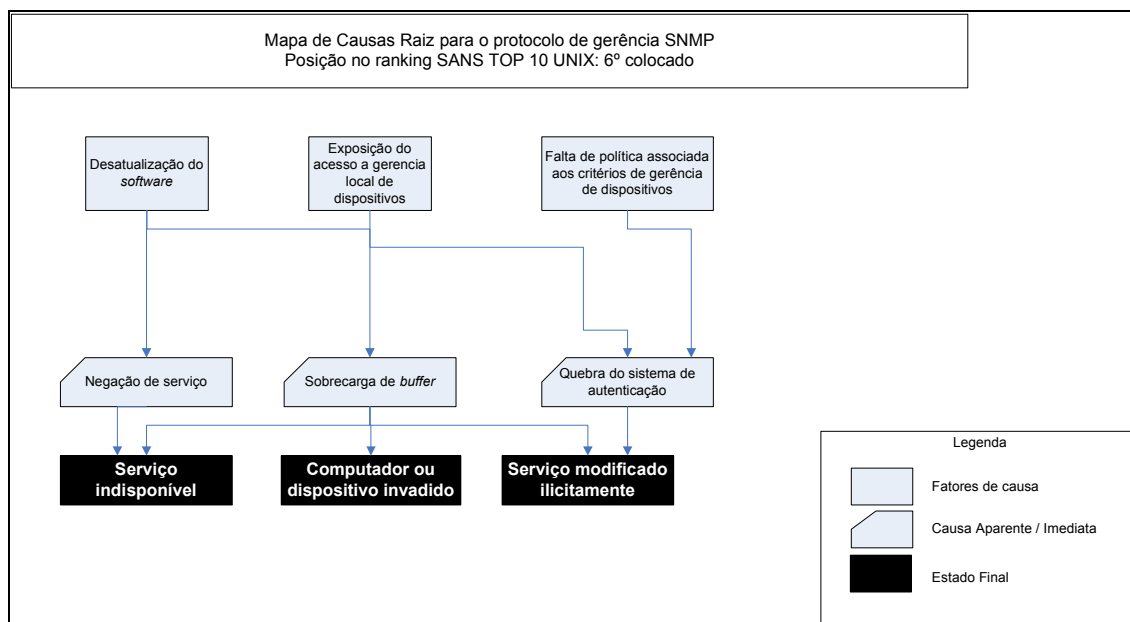 Mapa de Causas Raiz para o protocolo de gerência SNMP
Posição no ranking SANS TOP 10 UNIX: 6º colocado
Desatualização do
software
Exposição do
acesso a gerencia
local de
dispositivos
Falta de política associada
aos critérios de gerência
de dispositivos
Negação de serviço
Sobrecarga de buffer
Quebra do sistema de
autenticação
Serviço
indisponível
Computador ou
dispositivo invadido
Serviço modificado
ilicitamente
Legenda
Fatores de causa
Causa Aparente / Imediata
Estado Final